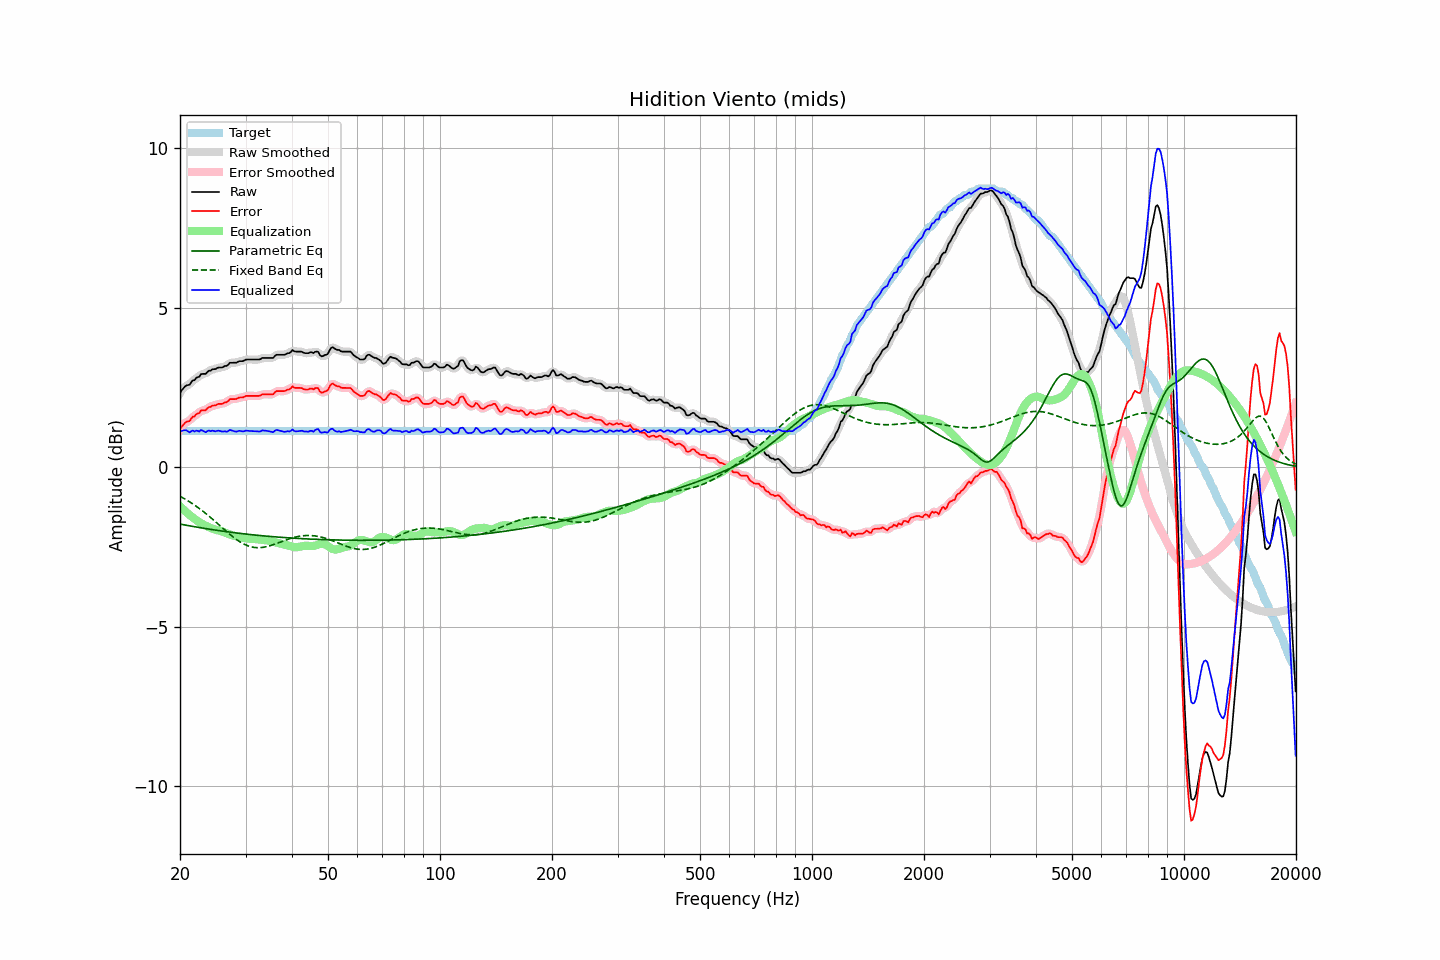 Hidition Viento (mids)
Target
Raw Smoothed
Error Smoothed
Raw
Error
Equalization
Parametric Eq
Fixed Band Eq
Equalized
10
5
0
−5
−10
Amplitude (dBr)
20 50 100 200 500 1000 2000 5000 10000 20000
Frequency (Hz)